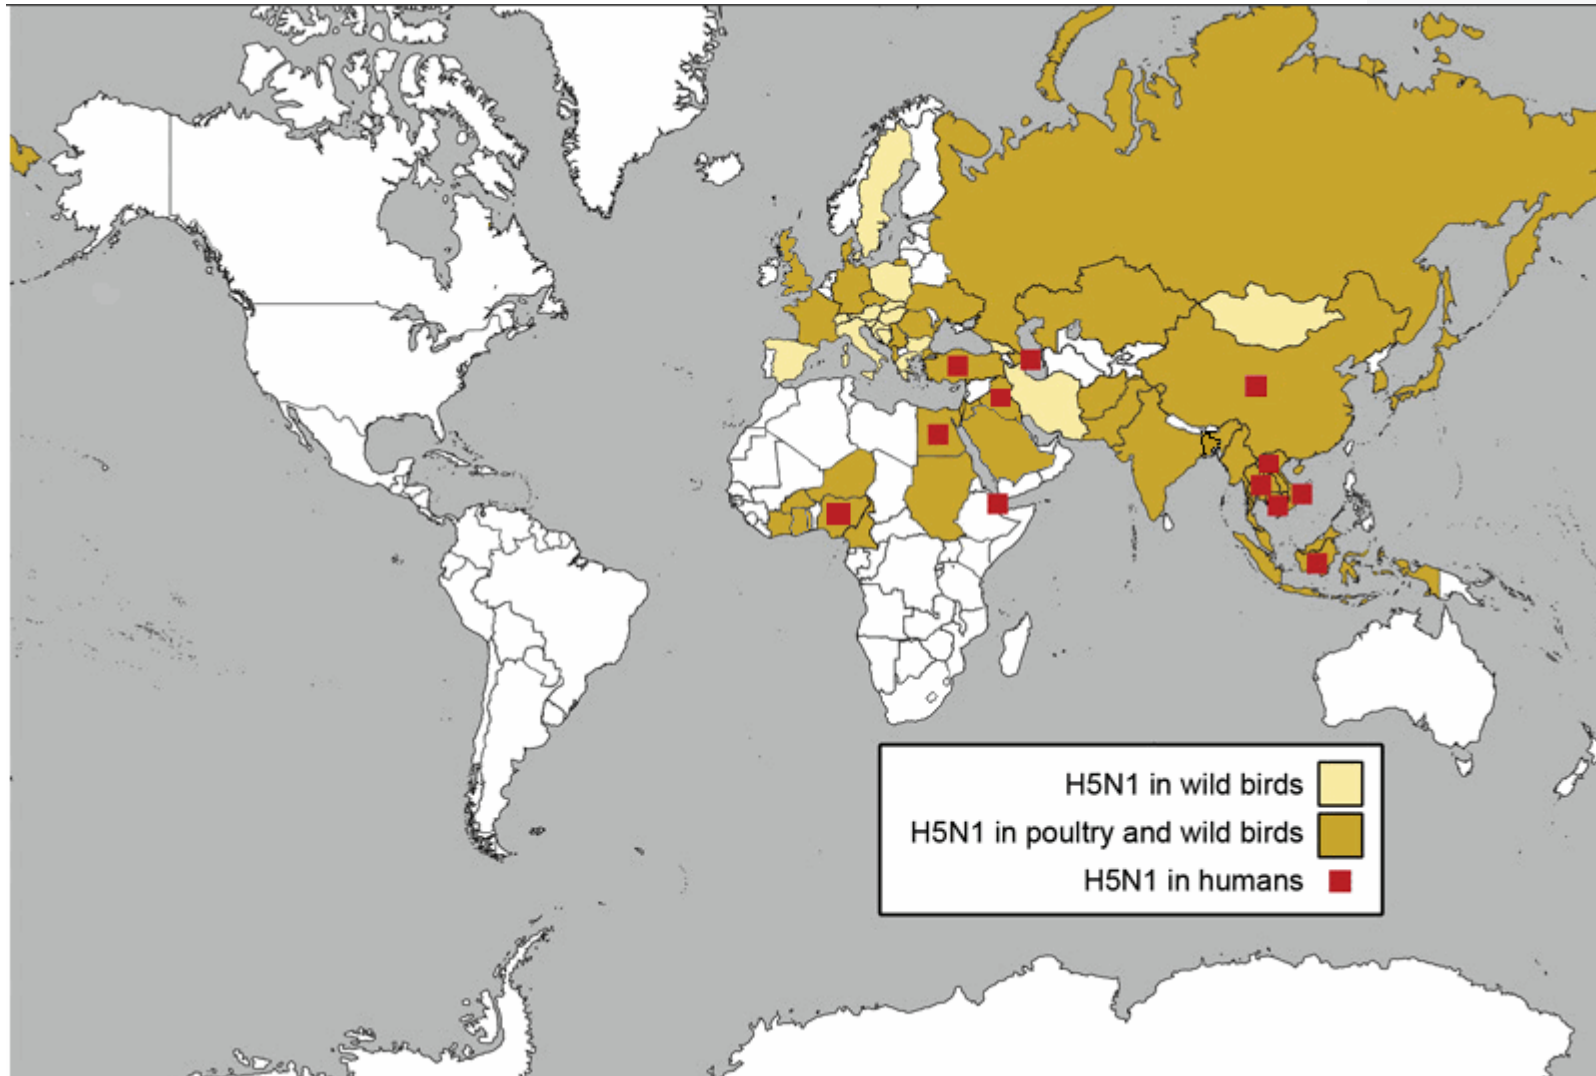 H5N1 in wild birds
H5N1 in poultry and wild birds
H5N1 in humans